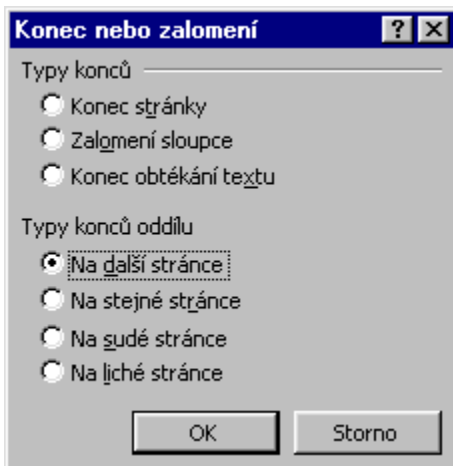 Konec nebo zalomení
Typy konců
Konec stránky
Zalomení sloupce
Konec obtékání textu
Typy konců oddílu
Na další stránce
Na stejné stránce
Na sudé stránce
Na liché stránce
OK Storno